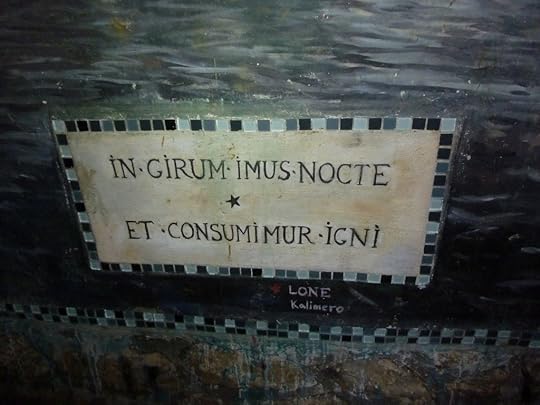 IN·GIRUM·IMUS·NOCTE
ET·CONSUMIMUR·IGNI
LONE
Kalimero